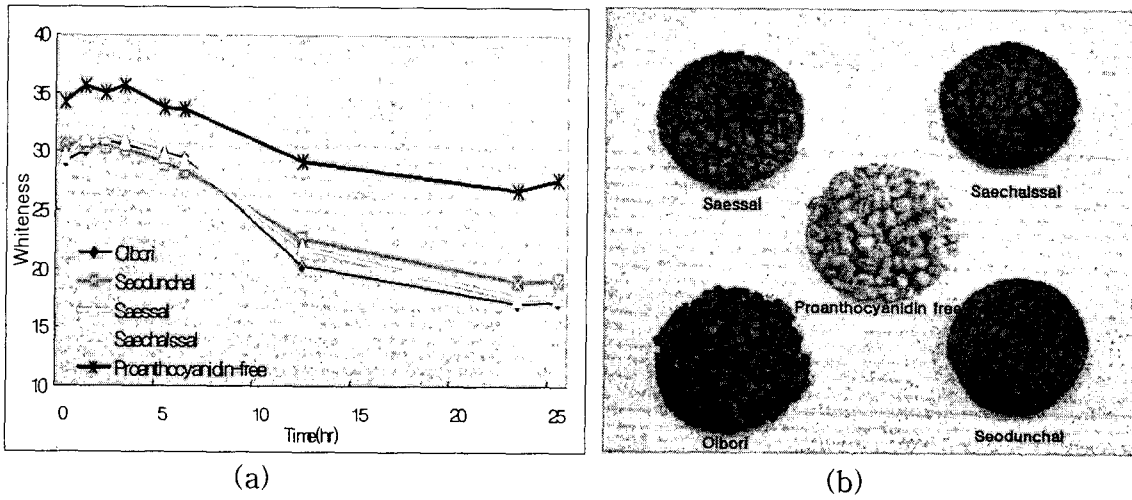 40
35
30
25
20
15
10
Whiteness
Olbori
Seodunchal
Saessal
Saechalssal
Proanthocyanidin-free
0 5 10 15 20 25
Time(hr)
(a)
Saessal
Saechalssal
Proanthocyanidin free
Olbori
Seodunchal
(b)